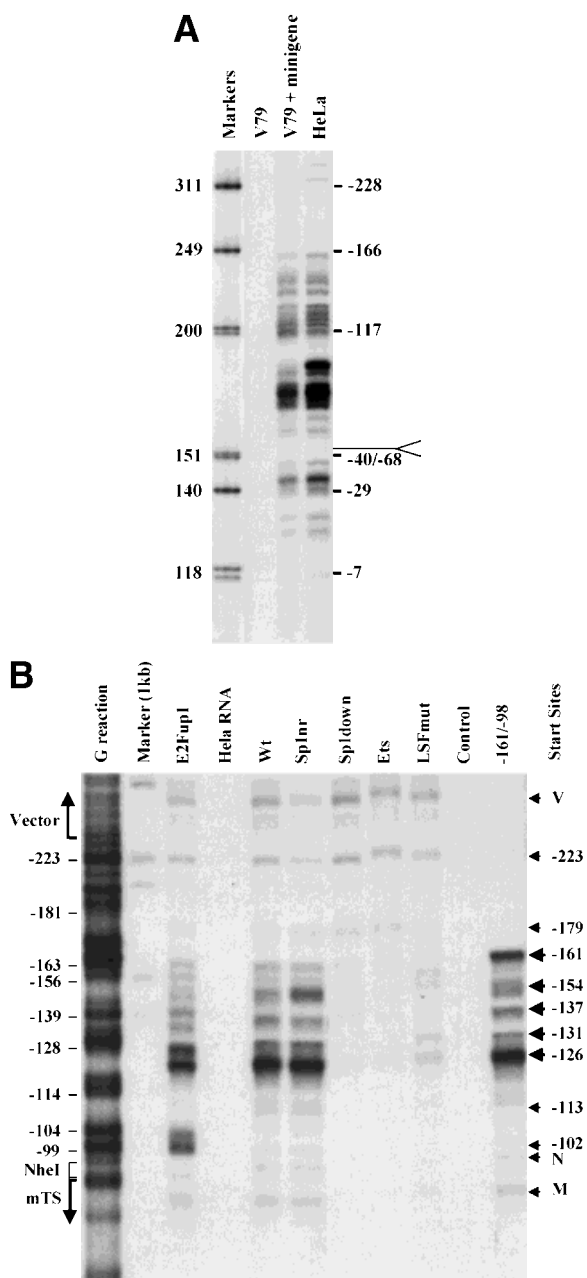 A
Markers
V79
V79 + minigene
HeLa
311
-228
249
-166
200
-117
151
-40/-68
140
-29
118
-7
B
G reaction
Marker (1kb)
E2Fup1
Hela RNA
Wt
Sp1nr
Sp1down
Ets
LSFmut
Control
-161/-98
Start Sites
Vector
V
-223
-223
-181
-179
-163
-161
-156
-154
-139
-137
-131
-128
-126
-114
-113
-104
-102
-99
N
NheI
mTS
M